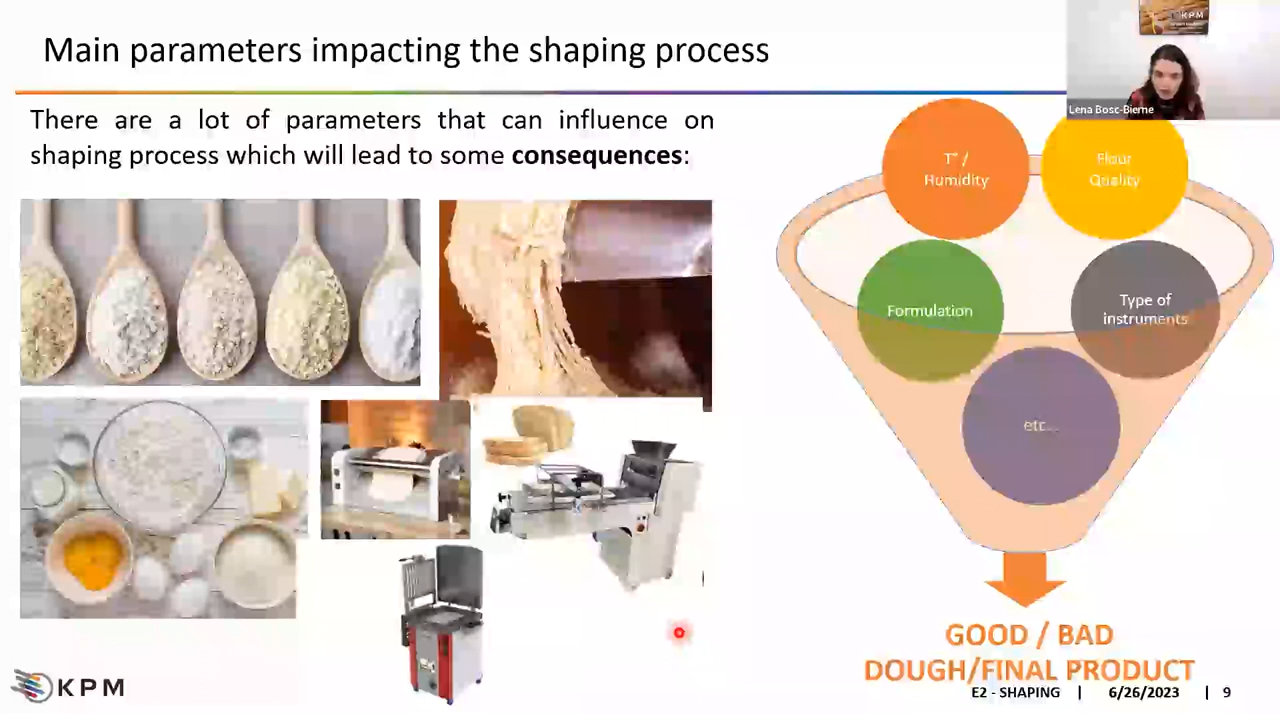 Main parameters impacting the shaping process
KPM
Lena Bosc-Bierne
There are a lot of parameters that can influence on
shaping process which will lead to some consequences:
T° /
Humidity
Flour
Quality
Formulation
Type of
instruments
etc...
GOOD / BAD
DOUGH/FINAL PRODUCT
KPM
E2 - SHAPING | 6/26/2023 | 9